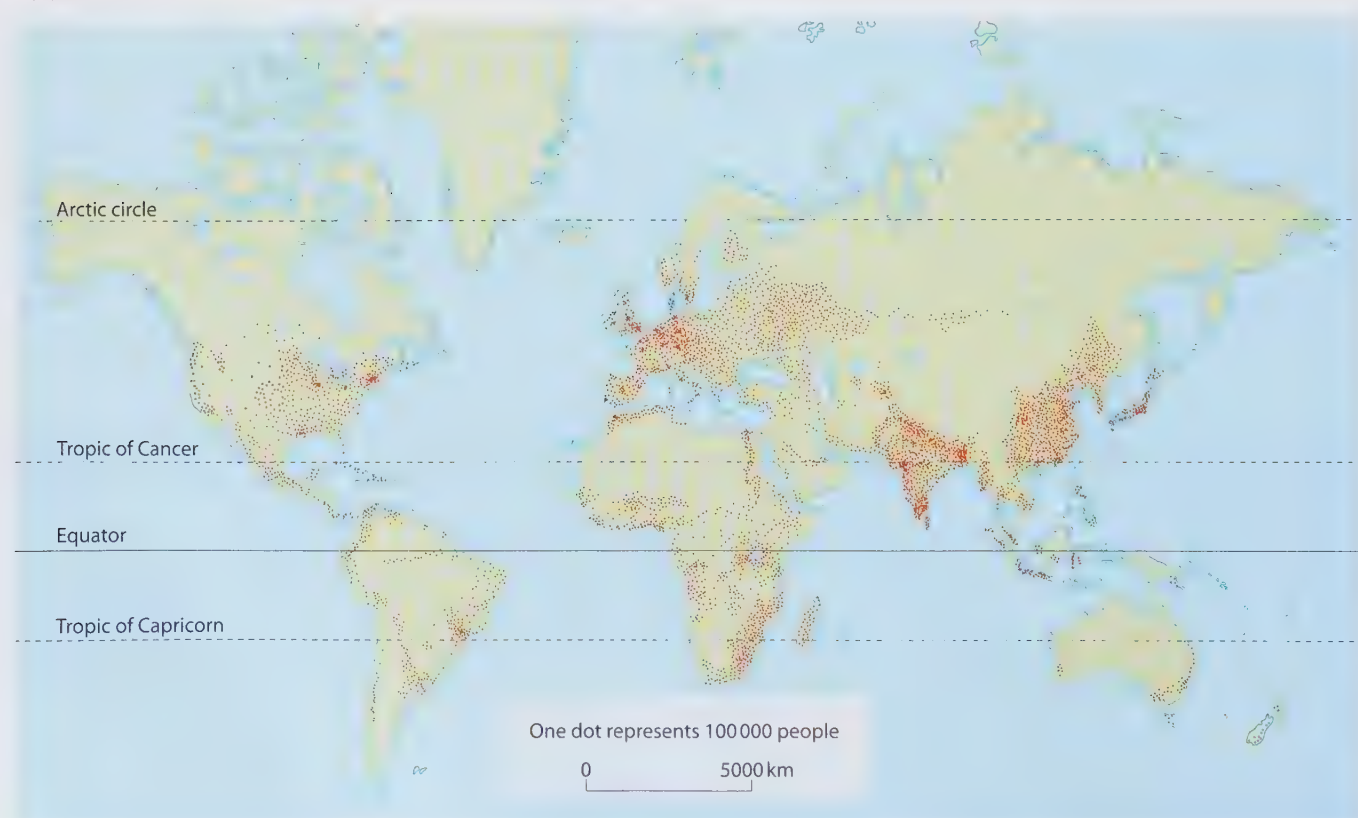 Arctic circle
Tropic of Cancer
Equator
Tropic of Capricorn
One dot represents 100 000 people
0 5000 km